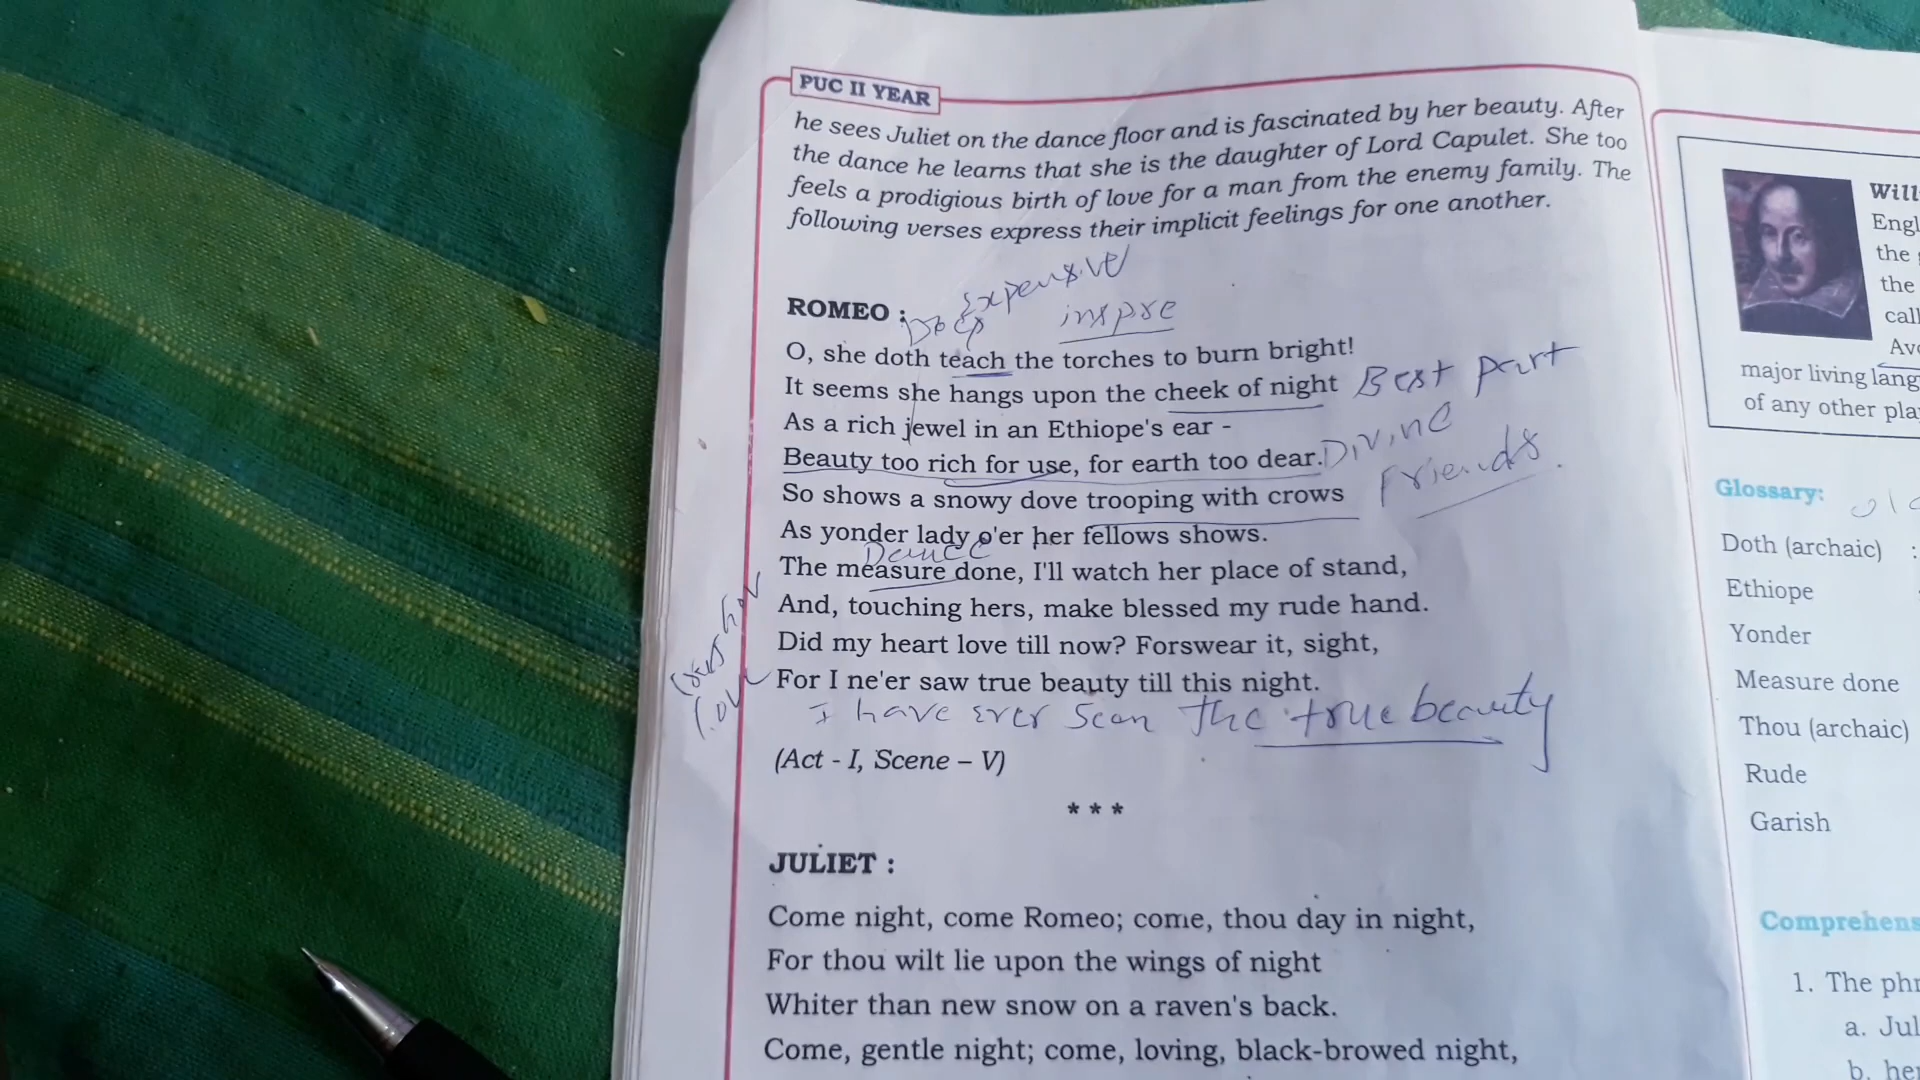 PUC II YEAR
he sees Juliet on the dance floor and is fascinated by her beauty. After
the dance he learns that she is the daughter of Lord Capulet. She too
feels a prodigious birth of love for a man from the enemy family. The
following verses express their implicit feelings for one another.
Expensive
ROMEO :
inspre
O, she doth teach the torches to burn bright!
It seems she hangs upon the cheek of night Best part
As a rich jewel in an Ethiope's ear -
Beauty too rich for use, for earth too dear. Divine
So shows a snowy dove trooping with crows Friends.
As yonder lady o'er her fellows shows.
Dance
The measure done, I'll watch her place of stand,
And, touching hers, make blessed my rude hand.
Did my heart love till now? Forswear it, sight,
For I ne'er saw true beauty till this night.
I have ever seen the true beauty
(Act - I, Scene – V)
***
JULIET :
Come night, come Romeo; come, thou day in night,
For thou wilt lie upon the wings of night
Whiter than new snow on a raven's back.
Come, gentle night; come, loving, black-browed night,
Will
Engl
the
the
call
Avo
major living lang
of any other pla
Glossary:
Doth (archaic) :
Ethiope
Yonder
Measure done
Thou (archaic)
Rude
Garish
Comprehens
1. The phr
a. Jul
b. her